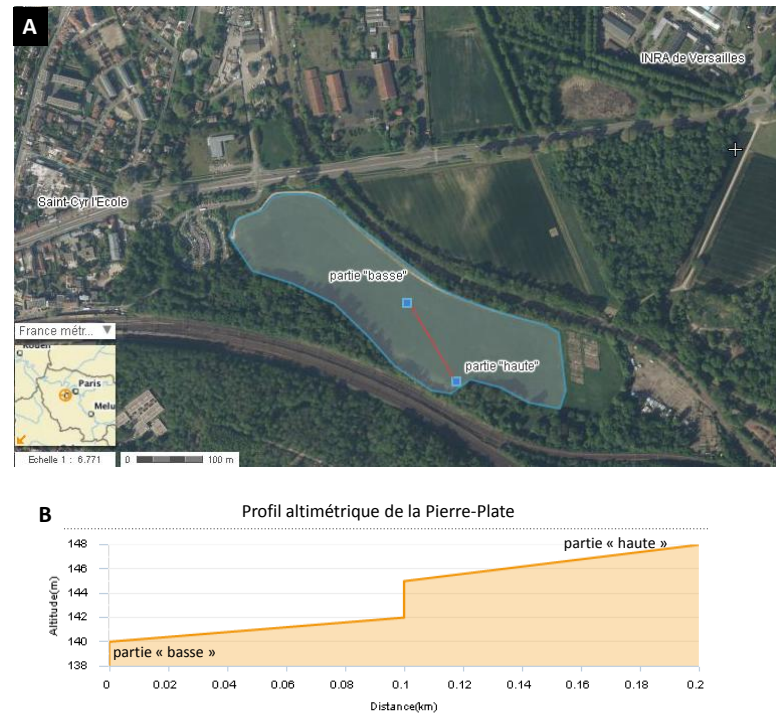 A
INRA de Versailles
Saint-Cyr l'Ecole
partie "basse"
partie "haute"
France métr... ▼
Rouen
Paris
Melu
Echelle 1 : 6.771
0 100 m
B
Profil altimétrique de la Pierre-Plate
148
146
144
142
140
138
Altitude(m)
partie « haute »
partie « basse »
0 0.02 0.04 0.06 0.08 0.1 0.12 0.14 0.16 0.18 0.2
Distance(km)